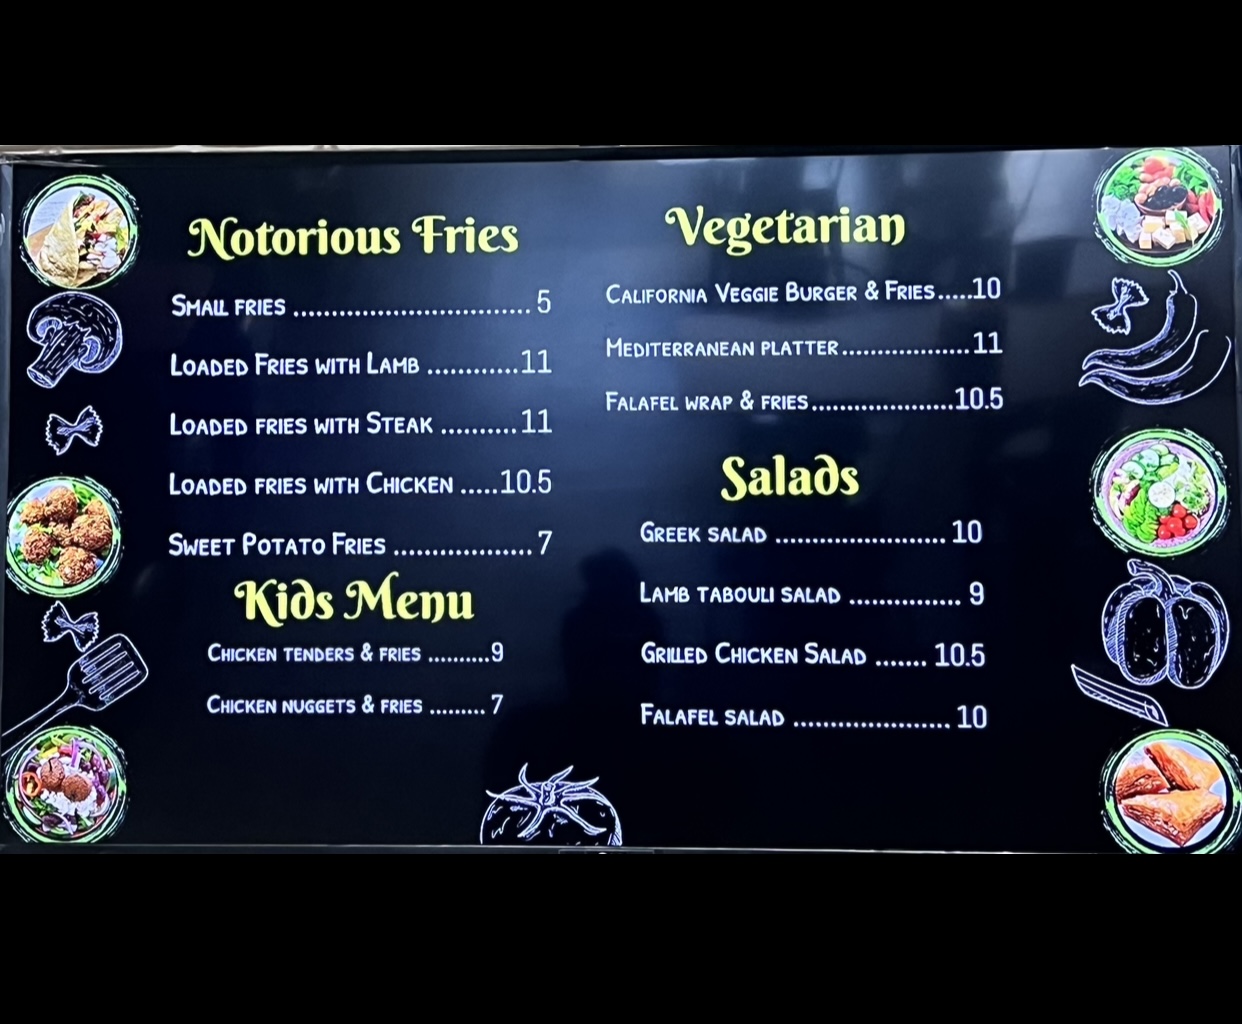 Notorious Fries
Small fries .............................. 5
Loaded Fries with Lamb ............11
Loaded fries with Steak ..........11
Loaded fries with Chicken .....10.5
Sweet Potato Fries ..................7
Kids Menu
Chicken tenders & fries ..........9
Chicken nuggets & fries .........7
Vegetarian
California Veggie Burger & Fries.....10
Mediterranean platter...................11
Falafel wrap & fries.....................10.5
Salads
Greek salad ...................... 10
Lamb tabouli salad .............. 9
Grilled Chicken Salad ....... 10.5
Falafel salad .................... 10